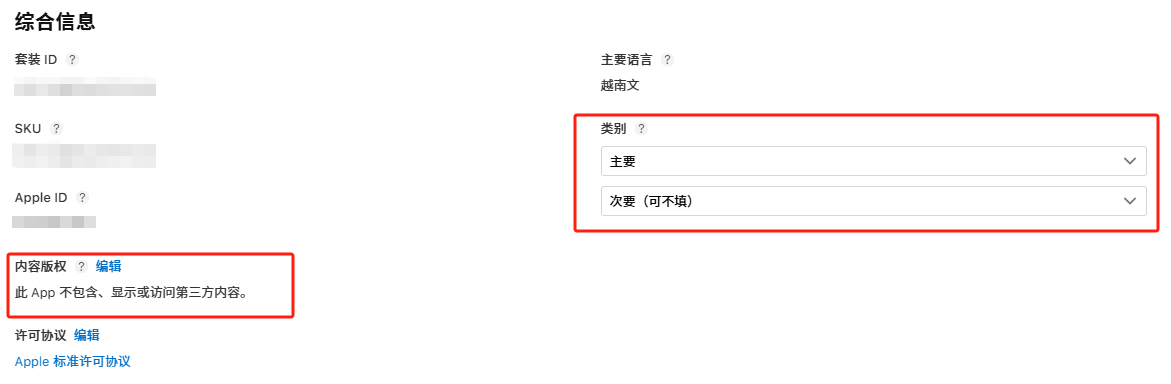 综合信息
套装 ID ?
主要语言 ?
越南文
SKU ?
类别 ?
主要
次要（可不填）
Apple ID ?
内容版权 ? 编辑
此 App 不包含、显示或访问第三方内容。
许可协议 编辑
Apple 标准许可协议